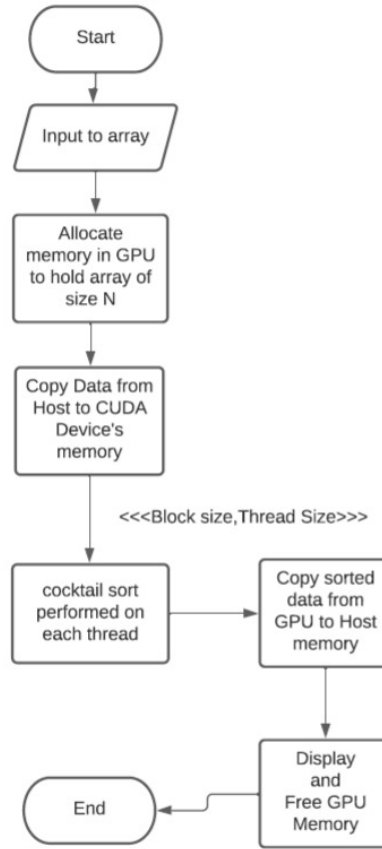 Start
Input to array
Allocate
memory in GPU
to hold array of
size N
Copy Data from
Host to CUDA
Device's
memory
<<<Block size,Thread Size>>>
cocktail sort
performed on
each thread
Copy sorted
data from
GPU to Host
memory
Display
and
Free GPU
Memory
End